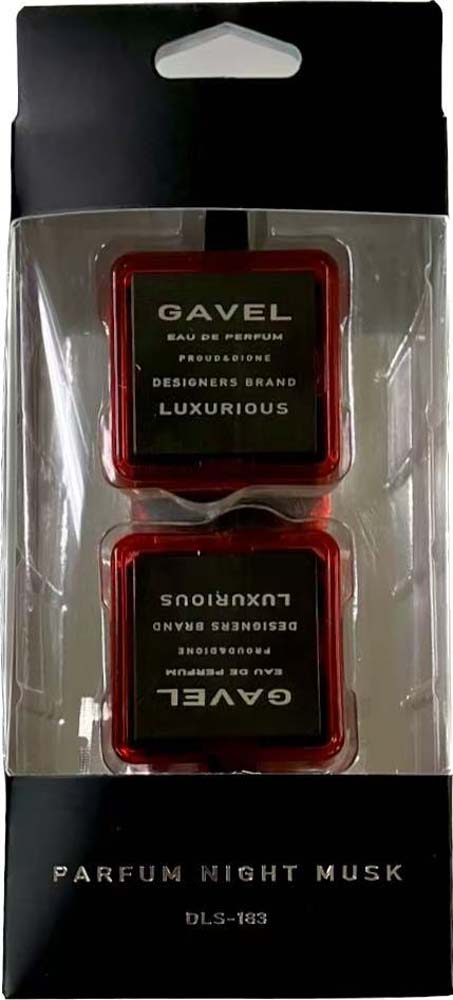 GAVEL
EAU DE PERFUM
PROUD&DIONE
DESIGNERS BRAND
LUXURIOUS
GAVEL
EAU DE PERFUM
PROUD&DIONE
DESIGNERS BRAND
LUXURIOUS
PARFUM NIGHT MUSK
DLS-183